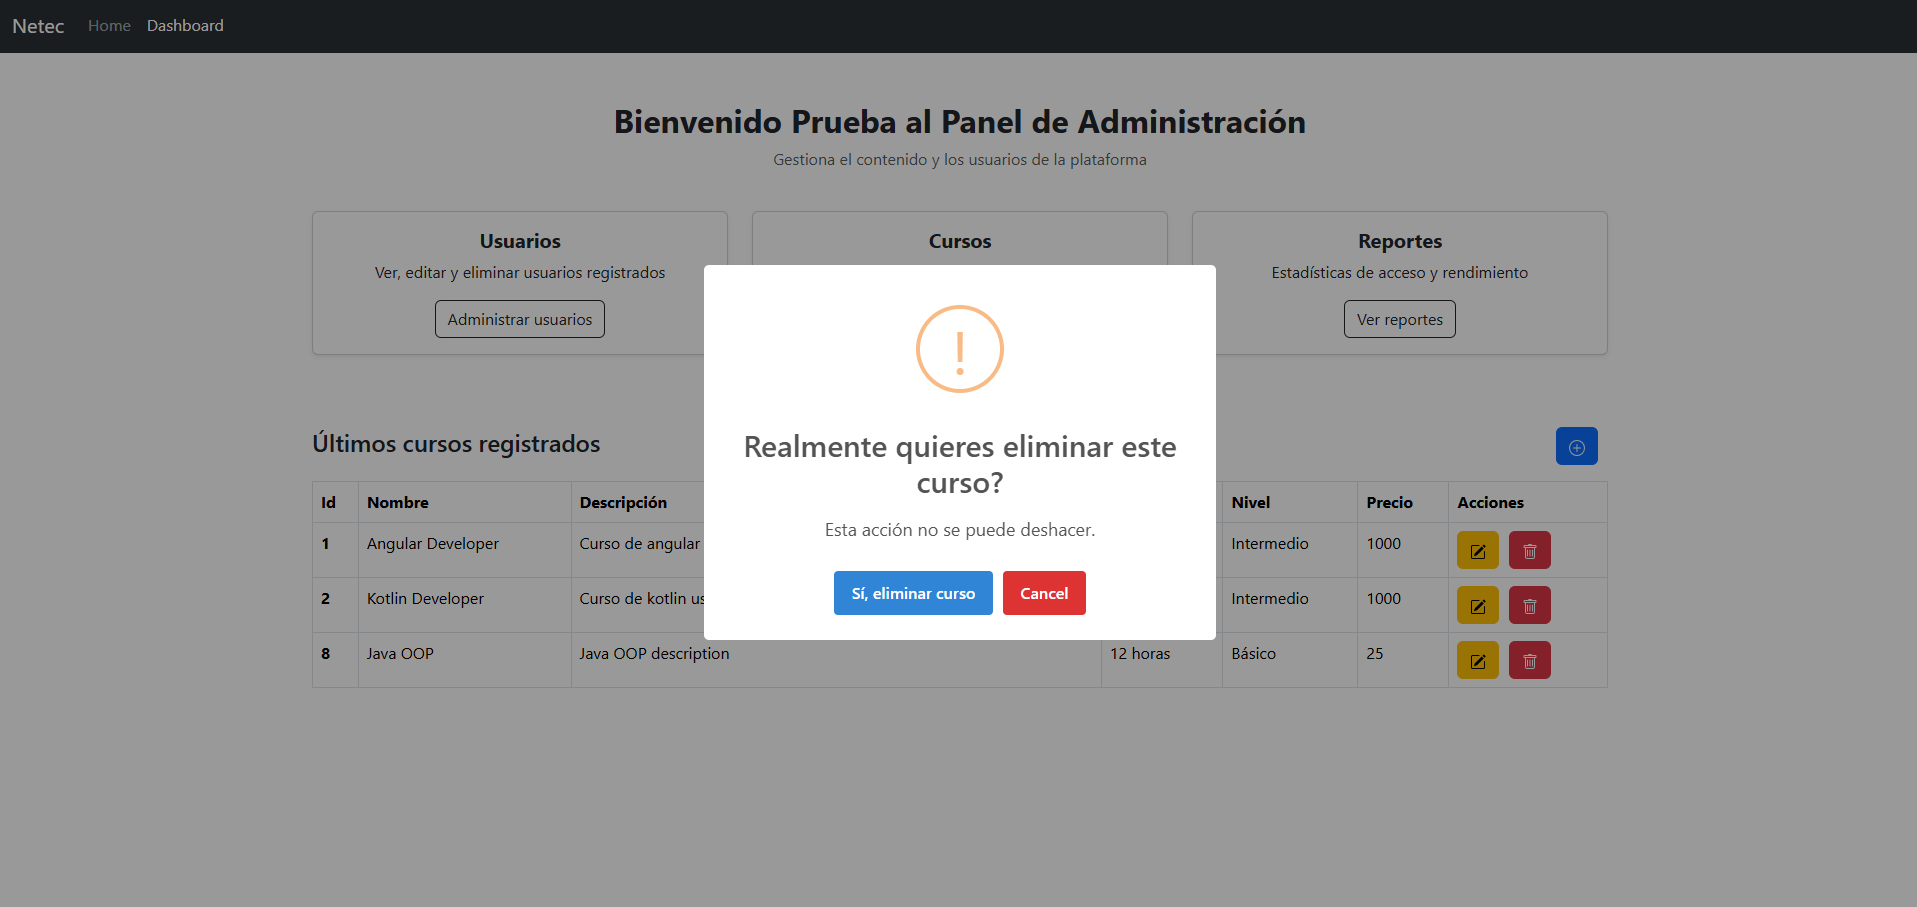 Netec Home Dashboard
Bienvenido Prueba al Panel de Administración
Gestiona el contenido y los usuarios de la plataforma
Usuarios
Ver, editar y eliminar usuarios registrados
Administrar usuarios
Cursos
Reportes
Estadísticas de acceso y rendimiento
Ver reportes
!
Realmente quieres eliminar este
curso?
Esta acción no se puede deshacer.
Sí, eliminar curso Cancel
Últimos cursos registrados
Id Nombre Descripción Nivel Precio Acciones
1 Angular Developer Curso de angular Intermedio 1000
2 Kotlin Developer Curso de kotlin Intermedio 1000
8 Java OOP Java OOP description 12 horas Básico 25